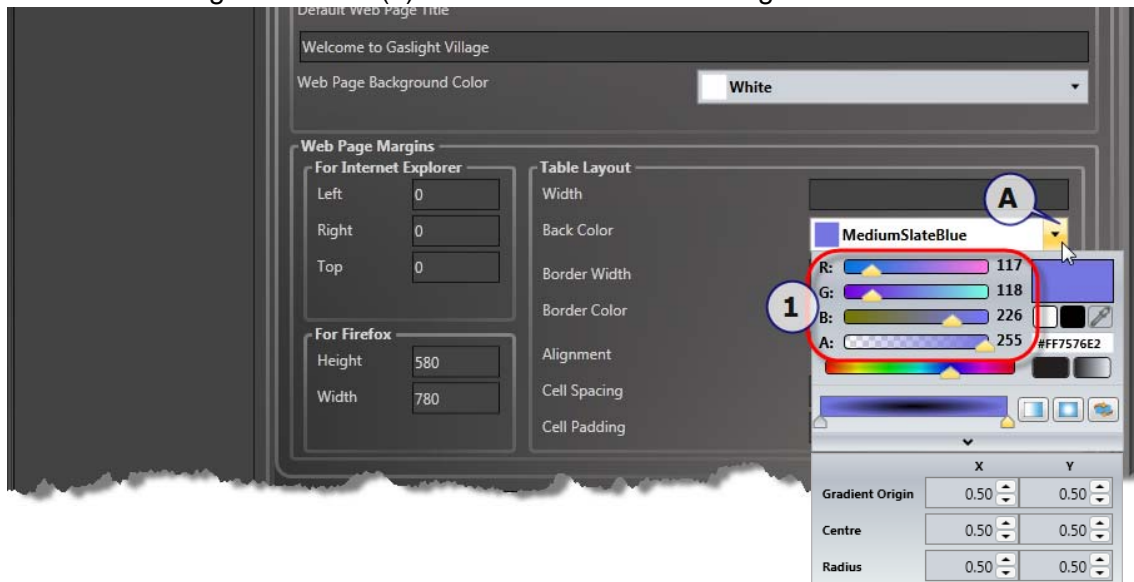 Default Web Page Title
Welcome to Gaslight Village
Web Page Background Color
White
Web Page Margins
For Internet Explorer
Left 0
Right 0
Top 0
For Firefox
Height 580
Width 780
Table Layout
Width
Back Color
MediumSlateBlue
Border Width
Border Color
Alignment
Cell Spacing
Cell Padding
A
1
R: 117
G: 118
B: 226
A: 255
#FF7576E2
X Y
Gradient Origin 0.50 0.50
Centre 0.50 0.50
Radius 0.50 0.50